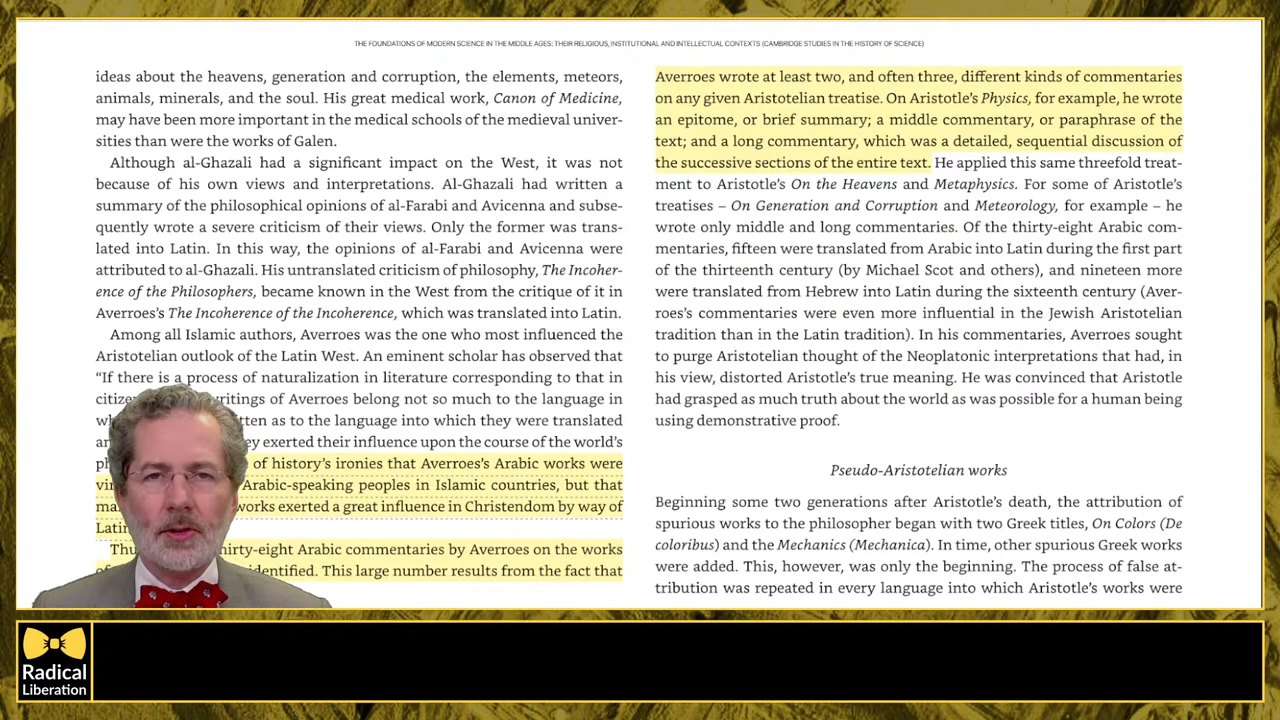 THE FOUNDATIONS OF MODERN SCIENCE IN THE MIDDLE AGES: THEIR RELIGIOUS, INSTITUTIONAL AND INTELLECTUAL CONTEXTS (CAMBRIDGE STUDIES IN THE HISTORY OF SCIENCE)
ideas about the heavens, generation and corruption, the elements, meteors,
animals, minerals, and the soul. His great medical work, Canon of Medicine,
may have been more important in the medical schools of the medieval univer-
sities than were the works of Galen.
Although al-Ghazali had a significant impact on the West, it was not
because of his own views and interpretations. Al-Ghazali had written a
summary of the philosophical opinions of al-Farabi and Avicenna and subse-
quently wrote a severe criticism of their views. Only the former was trans-
lated into Latin. In this way, the opinions of al-Farabi and Avicenna were
attributed to al-Ghazali. His untranslated criticism of philosophy, The Incoher-
ence of the Philosophers, became known in the West from the critique of it in
Averroes's The Incoherence of the Incoherence, which was translated into Latin.
Among all Islamic authors, Averroes was the one who most influenced the
Aristotelian outlook of the Latin West. An eminent scholar has observed that
“If there is a process of naturalization in literature corresponding to that in
writings of Averroes belong not so much to the language in
as to the language into which they were translated
exerted their influence upon the course of the world's
of history's ironies that Averroes's Arabic works were
Arabic-speaking peoples in Islamic countries, but that
works exerted a great influence in Christendom by way of
Arabic commentaries by Averroes on the works
This large number results from the fact that
Averroes wrote at least two, and often three, different kinds of commentaries
on any given Aristotelian treatise. On Aristotle's Physics, for example, he wrote
an epitome, or brief summary; a middle commentary, or paraphrase of the
text; and a long commentary, which was a detailed, sequential discussion of
the successive sections of the entire text. He applied this same threefold treat-
ment to Aristotle's On the Heavens and Metaphysics. For some of Aristotle's
treatises – On Generation and Corruption and Meteorology, for example – he
wrote only middle and long commentaries. Of the thirty-eight Arabic com-
mentaries, fifteen were translated from Arabic into Latin during the first part
of the thirteenth century (by Michael Scot and others), and nineteen more
were translated from Hebrew into Latin during the sixteenth century (Aver-
roes's commentaries were even more influential in the Jewish Aristotelian
tradition than in the Latin tradition). In his commentaries, Averroes sought
to purge Aristotelian thought of the Neoplatonic interpretations that had, in
his view, distorted Aristotle's true meaning. He was convinced that Aristotle
had grasped as much truth about the world as was possible for a human being
using demonstrative proof.
Pseudo-Aristotelian works
Beginning some two generations after Aristotle's death, the attribution of
spurious works to the philosopher began with two Greek titles, On Colors (De
coloribus) and the Mechanics (Mechanica). In time, other spurious Greek works
were added. This, however, was only the beginning. The process of false at-
tribution was repeated in every language into which Aristotle's works were
Radical
Liberation